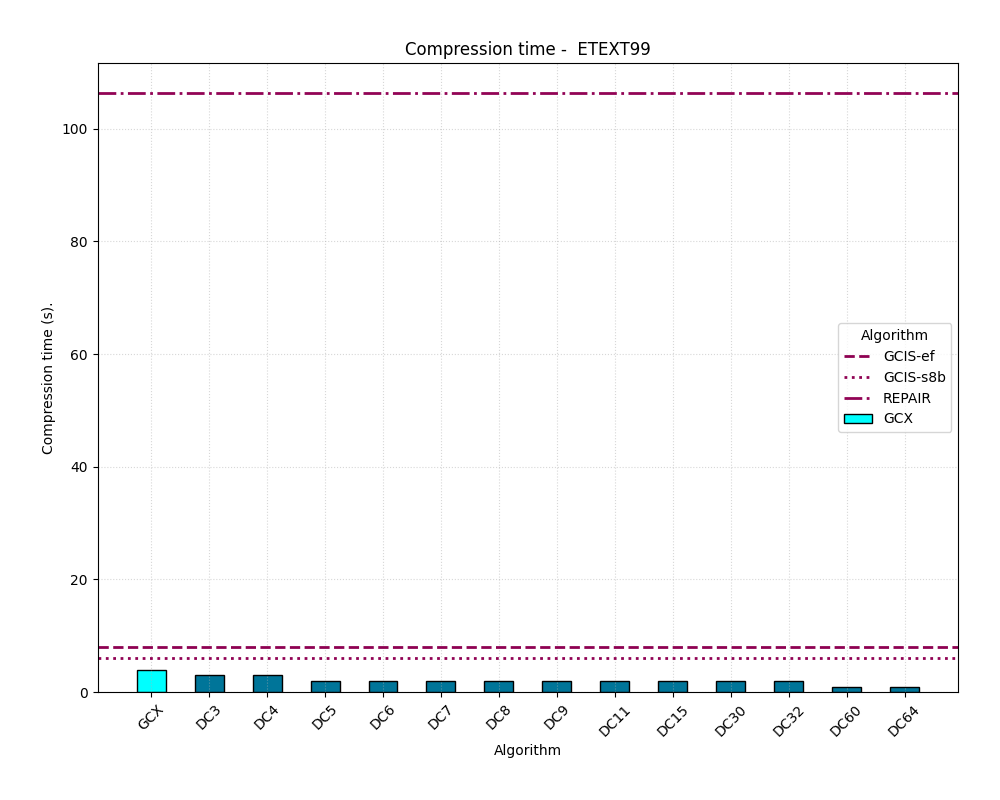 Compression time -  ETEXT99
Compression time (s).
100
80
60
40
20
0
Algorithm
GCIS-ef
GCIS-s8b
REPAIR
GCX
GCX
DC3
DC4
DC5
DC6
DC7
DC8
DC9
DC11
DC15
DC30
DC32
DC60
DC64
Algorithm